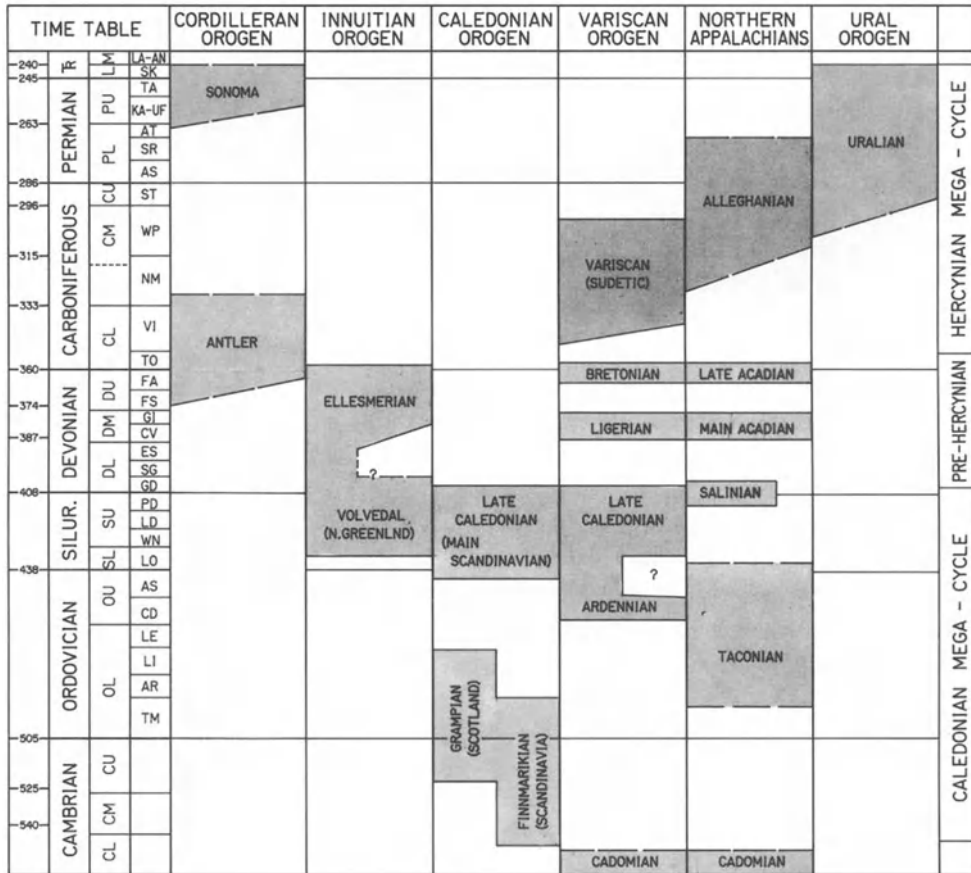 TIME TABLE
CORDILLERAN
OROGEN
INNUITIAN
OROGEN
CALEDONIAN
OROGEN
VARISCAN
OROGEN
NORTHERN
APPALACHIANS
URAL
OROGEN
240
245
263
286
296
315
333
360
374
387
408
438
505
525
540
TR
PERMIAN
CARBONIFEROUS
DEVONIAN
SILUR.
ORDOVICIAN
CAMBRIAN
LM
PU
PL
CU
CM
CL
DU
DM
DL
SU
SL
OU
OL
CU
CM
CL
LA-AN
SK
TA
KA-UF
AT
SR
AS
ST
WP
NM
VI
TO
FA
FS
GI
CV
ES
SG
GD
PD
LD
WN
LO
AS
CD
LE
LI
AR
TM
SONOMA
ANTLER
ELLESMERIAN
?
VOLVEDAL
(N.GREENLND)
LATE
CALEDONIAN
(MAIN
SCANDINAVIAN)
GRAMPIAN
(SCOTLAND)
FINNMARIKIAN
(SCANDINAVIA)
VARISCAN
(SUDETIC)
BRETONIAN
LIGERIAN
LATE
CALEDONIAN
?
ARDENNIAN
CADOMIAN
ALLEGHANIAN
LATE ACADIAN
MAIN ACADIAN
SALINIAN
TACONIAN
CADOMIAN
URALIAN
HERCYNIAN MEGA - CYCLE
PRE-HERCYNIAN
CALEDONIAN MEGA - CYCLE